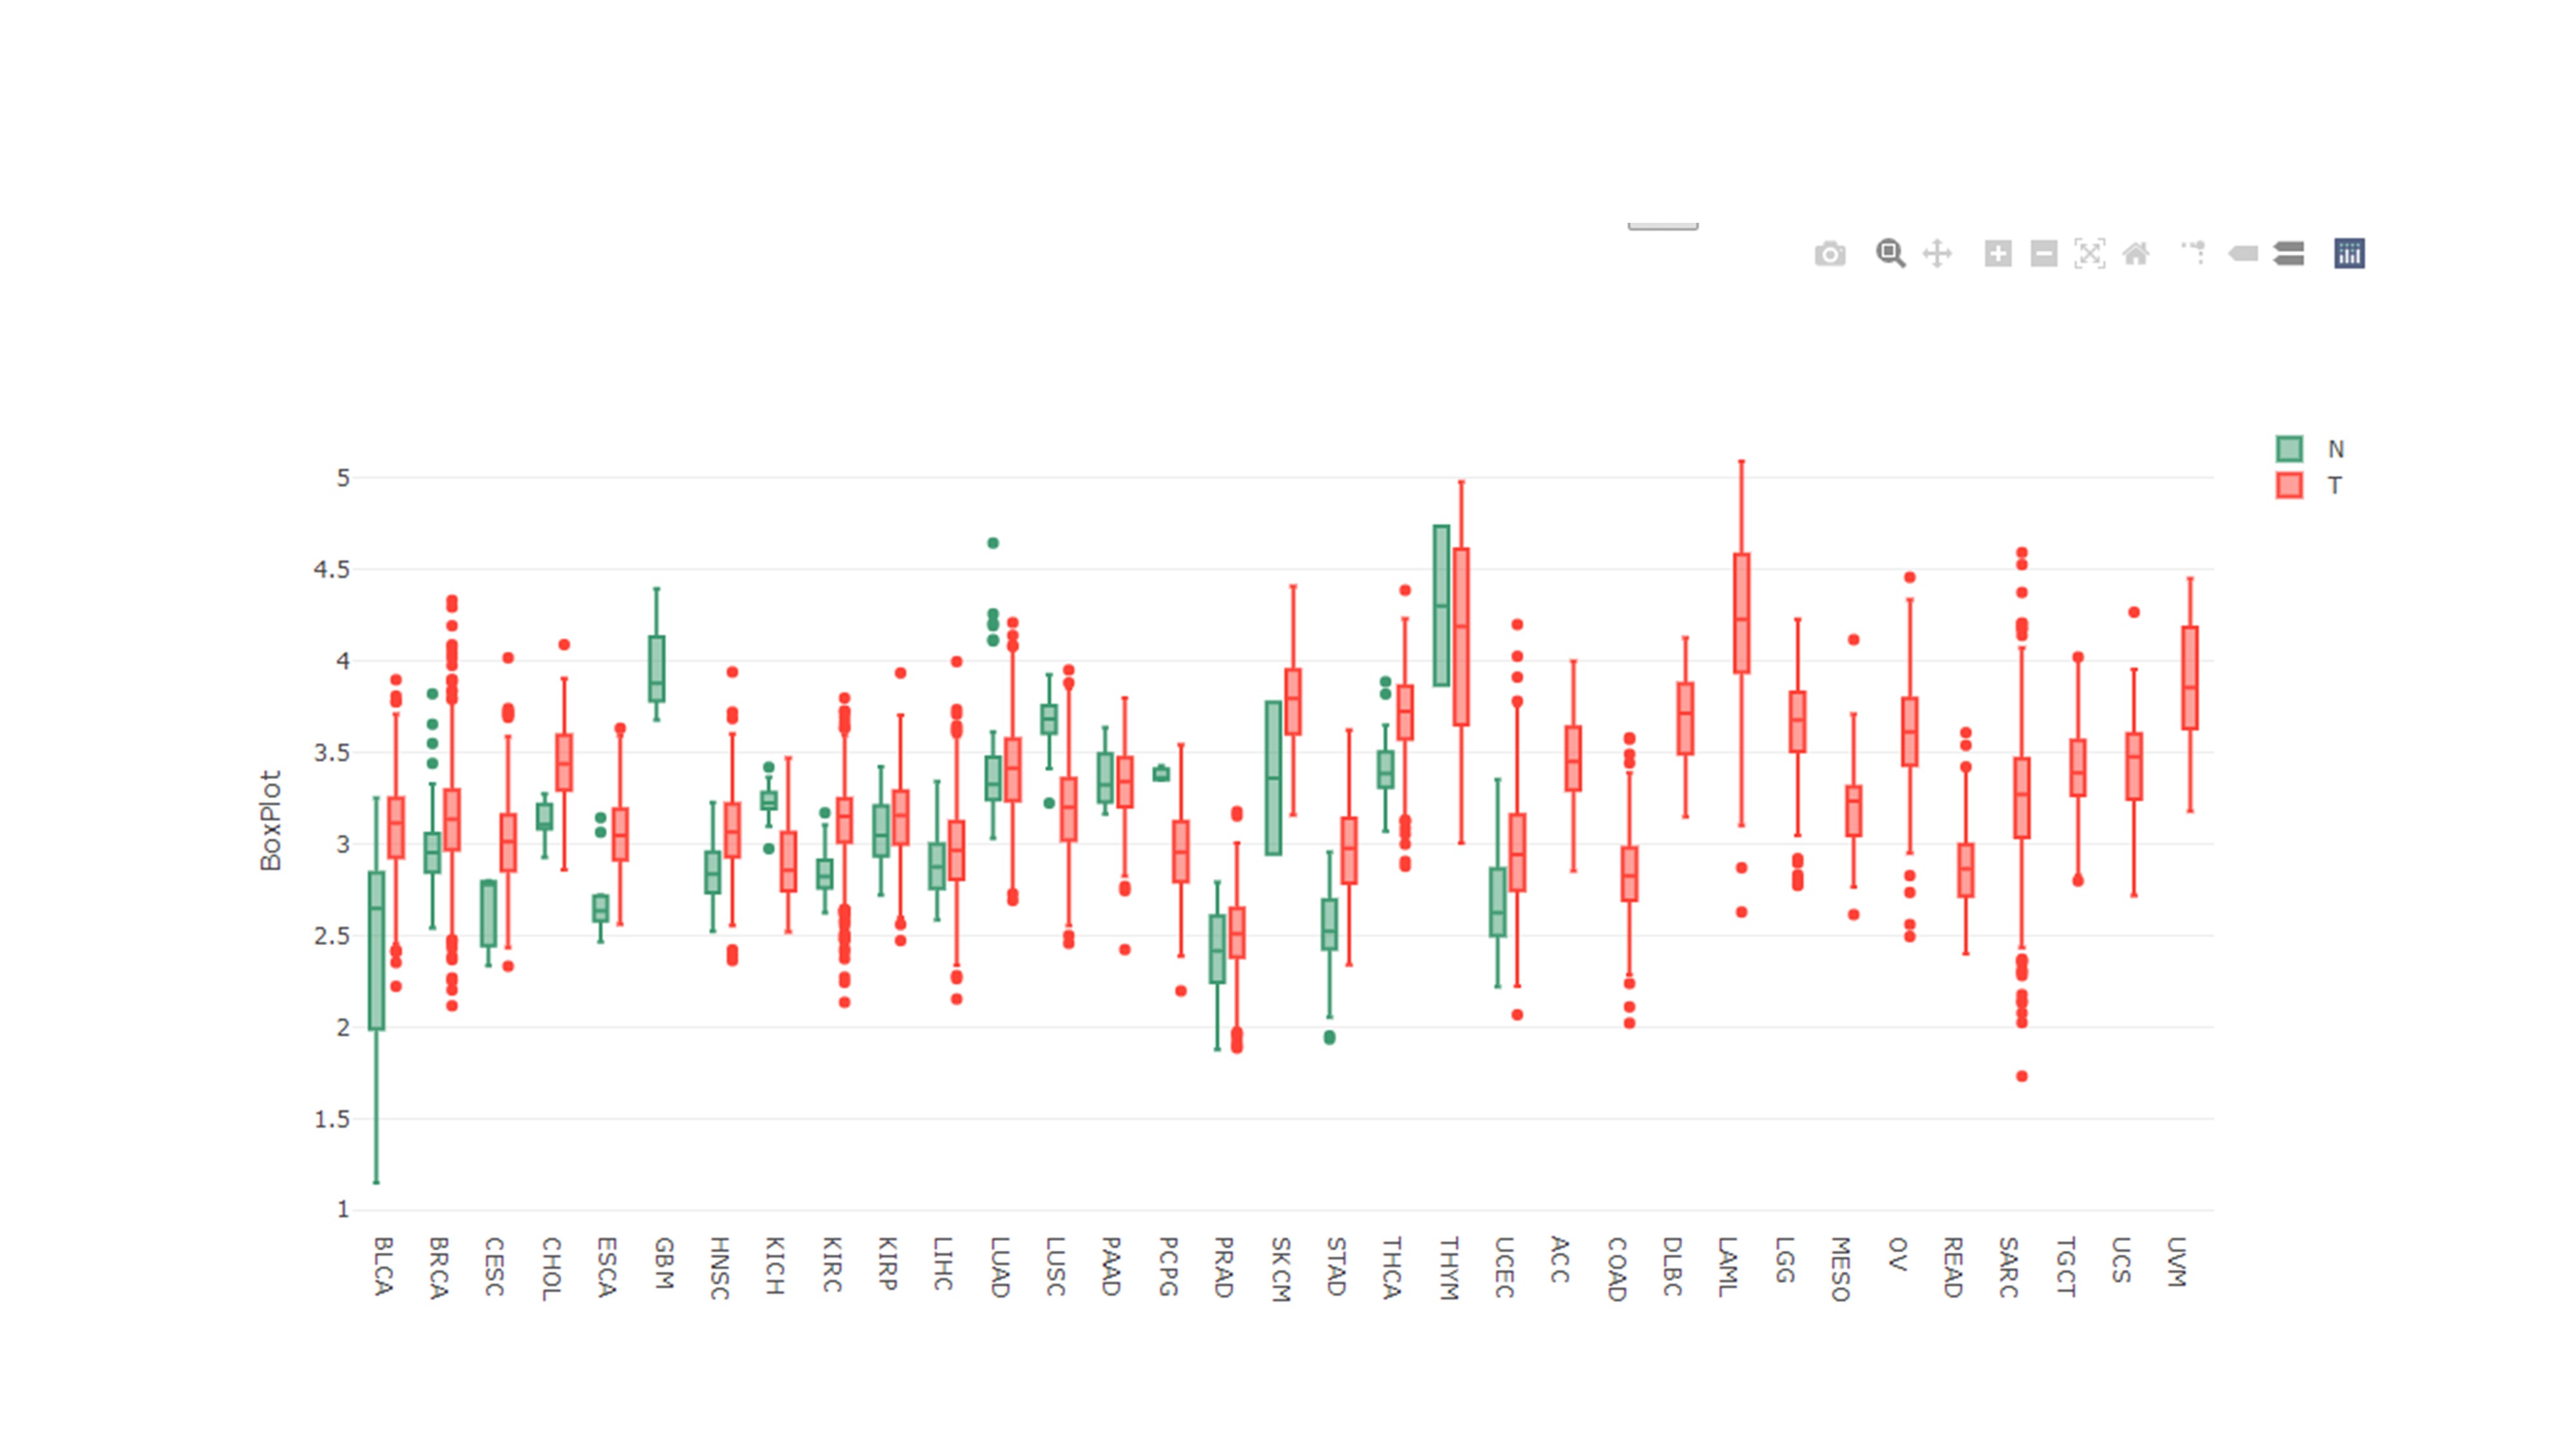 N
T
5
4.5
4
3.5
3
2.5
2
1.5
1
BoxPlot
BLCA
BRCA
CESC
CHOL
ESCA
GBM
HNSC
KICH
KIRC
KIRP
LIHC
LUAD
LUSC
PAAD
PCPG
PRAD
SKCM
STAD
THCA
THYM
UCEC
ACC
COAD
DLBC
LAML
LGG
MESO
OV
READ
SARC
TGCT
UCS
UVM